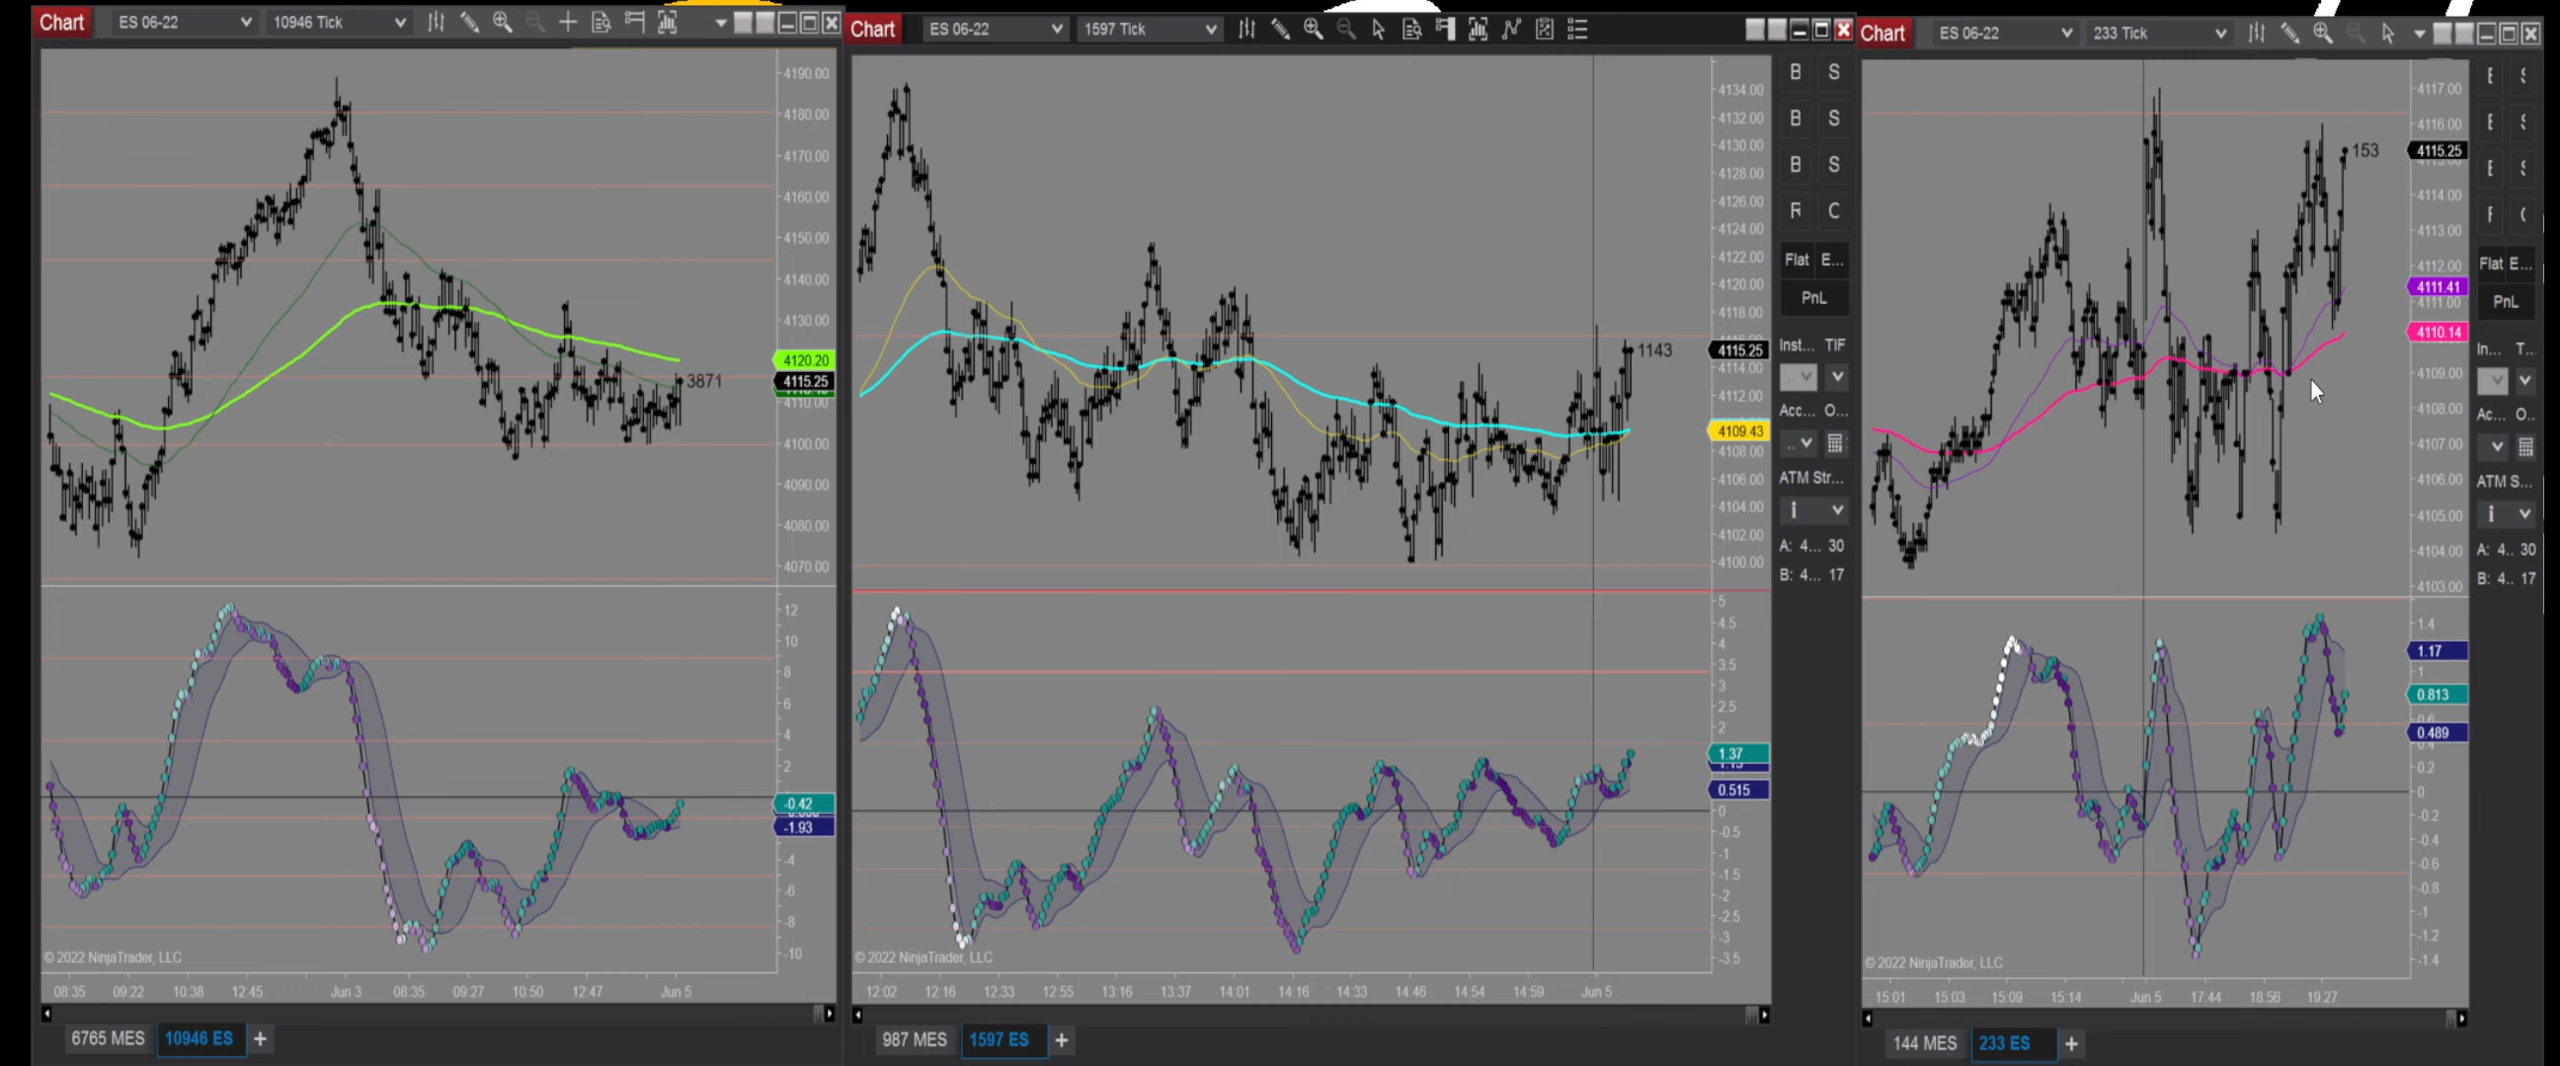 Chart ES 06-22 10946 Tick
4190.00
4180.00
4170.00
4160.00
4150.00
4140.00
4130.00
4120.20
3871 4115.25
4110.00
4100.00
4090.00
4080.00
4070.00
12
10
8
6
4
2
-0.42
-1.93
-4
-6
-8
-10
© 2022 NinjaTrader, LLC
08:35 09:22 10:38 12:45 Jun 3 08:35 09:27 10:50 12:47 Jun 5
6765 MES 10946 ES +
Chart ES 06-22 1597 Tick
4134.00
4132.00
4130.00
4128.00
4126.00
4124.00
4122.00
4120.00
4118.00
1143 4115.25
4114.00
4112.00
4109.43
4108.00
4106.00
4104.00
4102.00
4100.00
5
4.5
4
3.5
3
2.5
2
1.37
0.515
0
-0.5
-1
-1.5
-2
-2.5
-3
-3.5
© 2022 NinjaTrader, LLC
12:02 12:16 12:33 12:55 13:16 13:37 14:01 14:16 14:33 14:46 14:54 14:59 Jun 5
987 MES 1597 ES +
B S
B S
B S
R C
Flat E...
PnL
Inst... TIF
Acc... O...
ATM Str...
i
A: 4... 30
B: 4... 17
Chart ES 06-22 233 Tick
4117.00
4116.00
153 4115.25
4114.00
4113.00
4112.00
4111.41
4111.00
4110.14
4109.00
4108.00
4107.00
4106.00
4105.00
4104.00
4103.00
1.4
1.17
1
0.813
0.489
0.2
0
-0.2
-0.4
-0.6
-0.8
-1
-1.2
-1.4
© 2022 NinjaTrader, LLC
15:01 15:03 15:09 15:14 Jun 5 17:44 18:56 19:27
144 MES 233 ES +
Flat E...
PnL
In... T...
Ac... O...
ATM S...
i
A: 4.. 30
B: 4.. 17